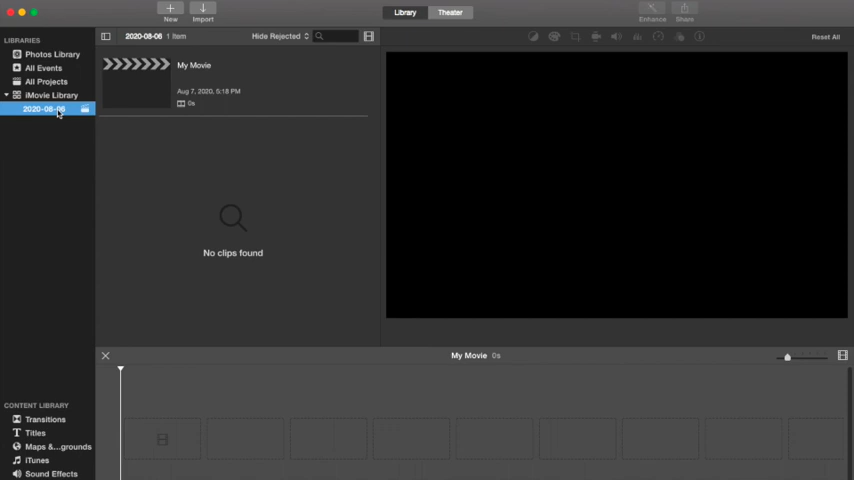 New
Import
Library
Theater
Enhance
Share
LIBRARIES
2020-08-06 1 Item
Hide Rejected
Reset All
Photos Library
All Events
All Projects
iMovie Library
2020-08-06
My Movie
Aug 7, 2020, 5:18 PM
0s
No clips found
My Movie 0s
CONTENT LIBRARY
Transitions
Titles
Maps &...grounds
iTunes
Sound Effects